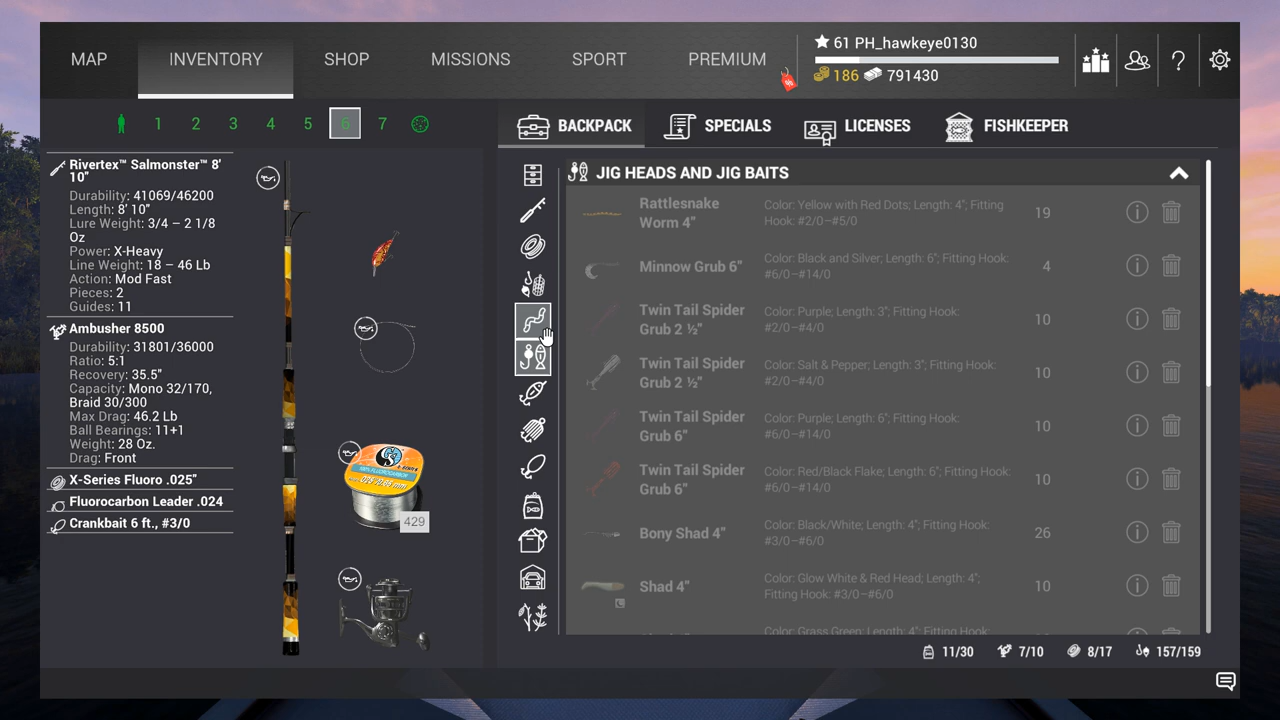 MAP INVENTORY SHOP MISSIONS SPORT PREMIUM
61 PH_hawkeye0130
186 791430
1 2 3 4 5 6 7
BACKPACK SPECIALS LICENSES FISHKEEPER
Rivertex™ Salmonster™ 8'
10"
Durability: 41069/46200
Length: 8' 10"
Lure Weight: 3/4 – 2 1/8
Oz
Power: X-Heavy
Line Weight: 18 – 46 Lb
Action: Mod Fast
Pieces: 2
Guides: 11
Ambusher 8500
Durability: 31801/36000
Ratio: 5:1
Recovery: 35.5"
Capacity: Mono 32/170,
Braid 30/300
Max Drag: 46.2 Lb
Ball Bearings: 11+1
Weight: 28 Oz.
Drag: Front
X-Series Fluoro .025"
Fluorocarbon Leader .024
Crankbait 6 ft., #3/0
429
JIG HEADS AND JIG BAITS
Rattlesnake
Worm 4"
Color: Yellow with Red Dots; Length: 4"; Fitting
Hook: #2/0–#5/0
19
Minnow Grub 6"
Color: Black and Silver; Length: 6"; Fitting Hook:
#6/0–#14/0
4
Twin Tail Spider
Grub 2 ½"
Color: Purple; Length: 3"; Fitting Hook:
#2/0–#4/0
10
Twin Tail Spider
Grub 2 ½"
Color: Salt & Pepper; Length: 3"; Fitting Hook:
#2/0–#4/0
10
Twin Tail Spider
Grub 6"
Color: Purple; Length: 6"; Fitting Hook:
#6/0–#14/0
10
Twin Tail Spider
Grub 6"
Color: Red/Black Flake; Length: 6"; Fitting Hook:
#6/0–#14/0
10
Bony Shad 4"
Color: Black/White; Length: 4"; Fitting Hook:
#3/0–#6/0
26
Shad 4"
Color: Glow White & Red Head; Length: 4";
Fitting Hook: #3/0–#6/0
10
Color: Grass Green; Length: 4"; Fitting Hook:
11/30 7/10 8/17 157/159